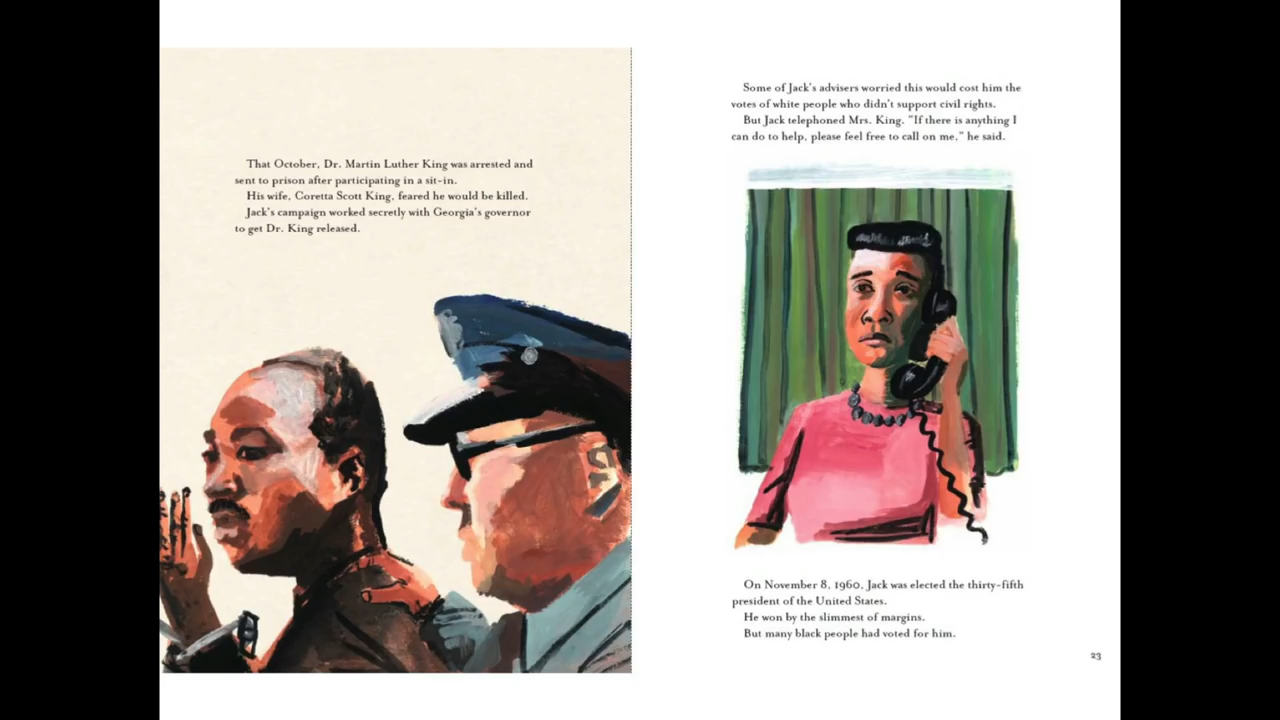 That October, Dr. Martin Luther King was arrested and
sent to prison after participating in a sit-in.
His wife, Coretta Scott King, feared he would be killed.
Jack's campaign worked secretly with Georgia's governor
to get Dr. King released.
Some of Jack's advisers worried this would cost him the
votes of white people who didn't support civil rights.
But Jack telephoned Mrs. King. "If there is anything I
can do to help, please feel free to call on me," he said.
On November 8, 1960, Jack was elected the thirty-fifth
president of the United States.
He won by the slimmest of margins.
But many black people had voted for him.
23